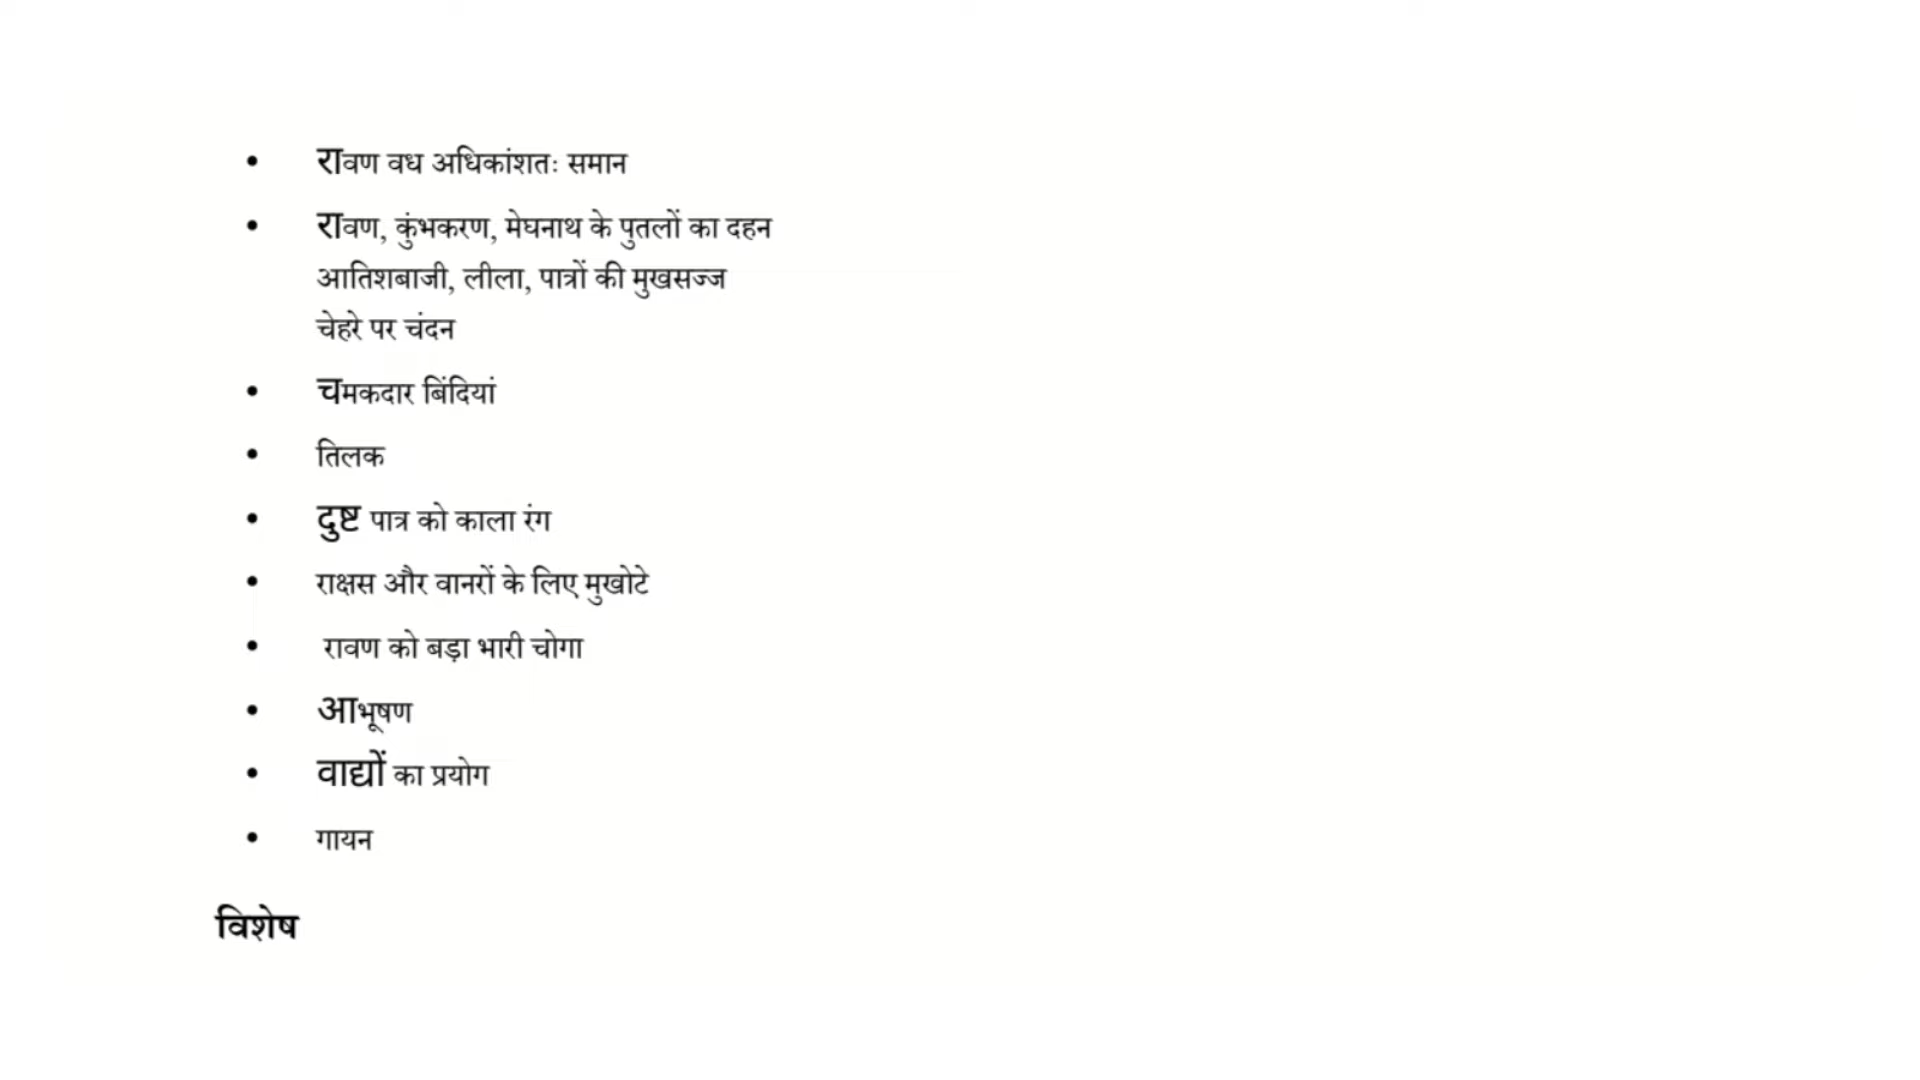 • रावण वध अधिकांशतः समान
• रावण, कुंभकरण, मेघनाथ के पुतलों का दहन
आतिशबाजी, लीला, पात्रों की मुखसज्ज
चेहरे पर चंदन
• चमकदार बिंदियां
• तिलक
• दुष्ट पात्र को काला रंग
• राक्षस और वानरों के लिए मुखोटे
• रावण को बड़ा भारी चोगा
• आभूषण
• वाद्यों का प्रयोग
• गायन
विशेष